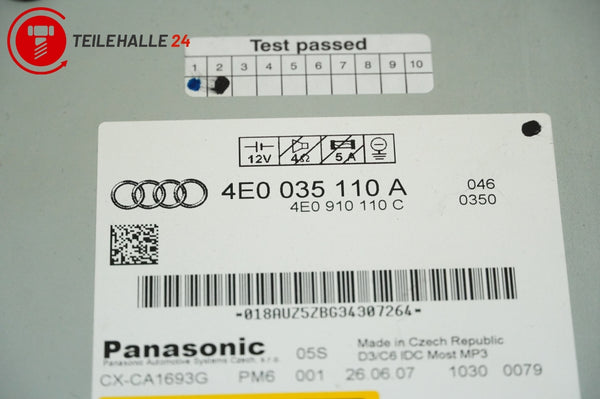 TEILEHALLE 24
Test passed
1 2 3 4 5 6 7 8 9 10
12V 4Ω 5A
4E0 035 110 A 046
4E0 910 110 C 0350
-018AUZ5ZBG34307264-
Panasonic 05S Made in Czech Republic
Panasonic Automotive Systems Czech, s.r.o. D3/C6 IDC Most MP3
CX-CA1693G PM6 001 26.06.07 1030 0079